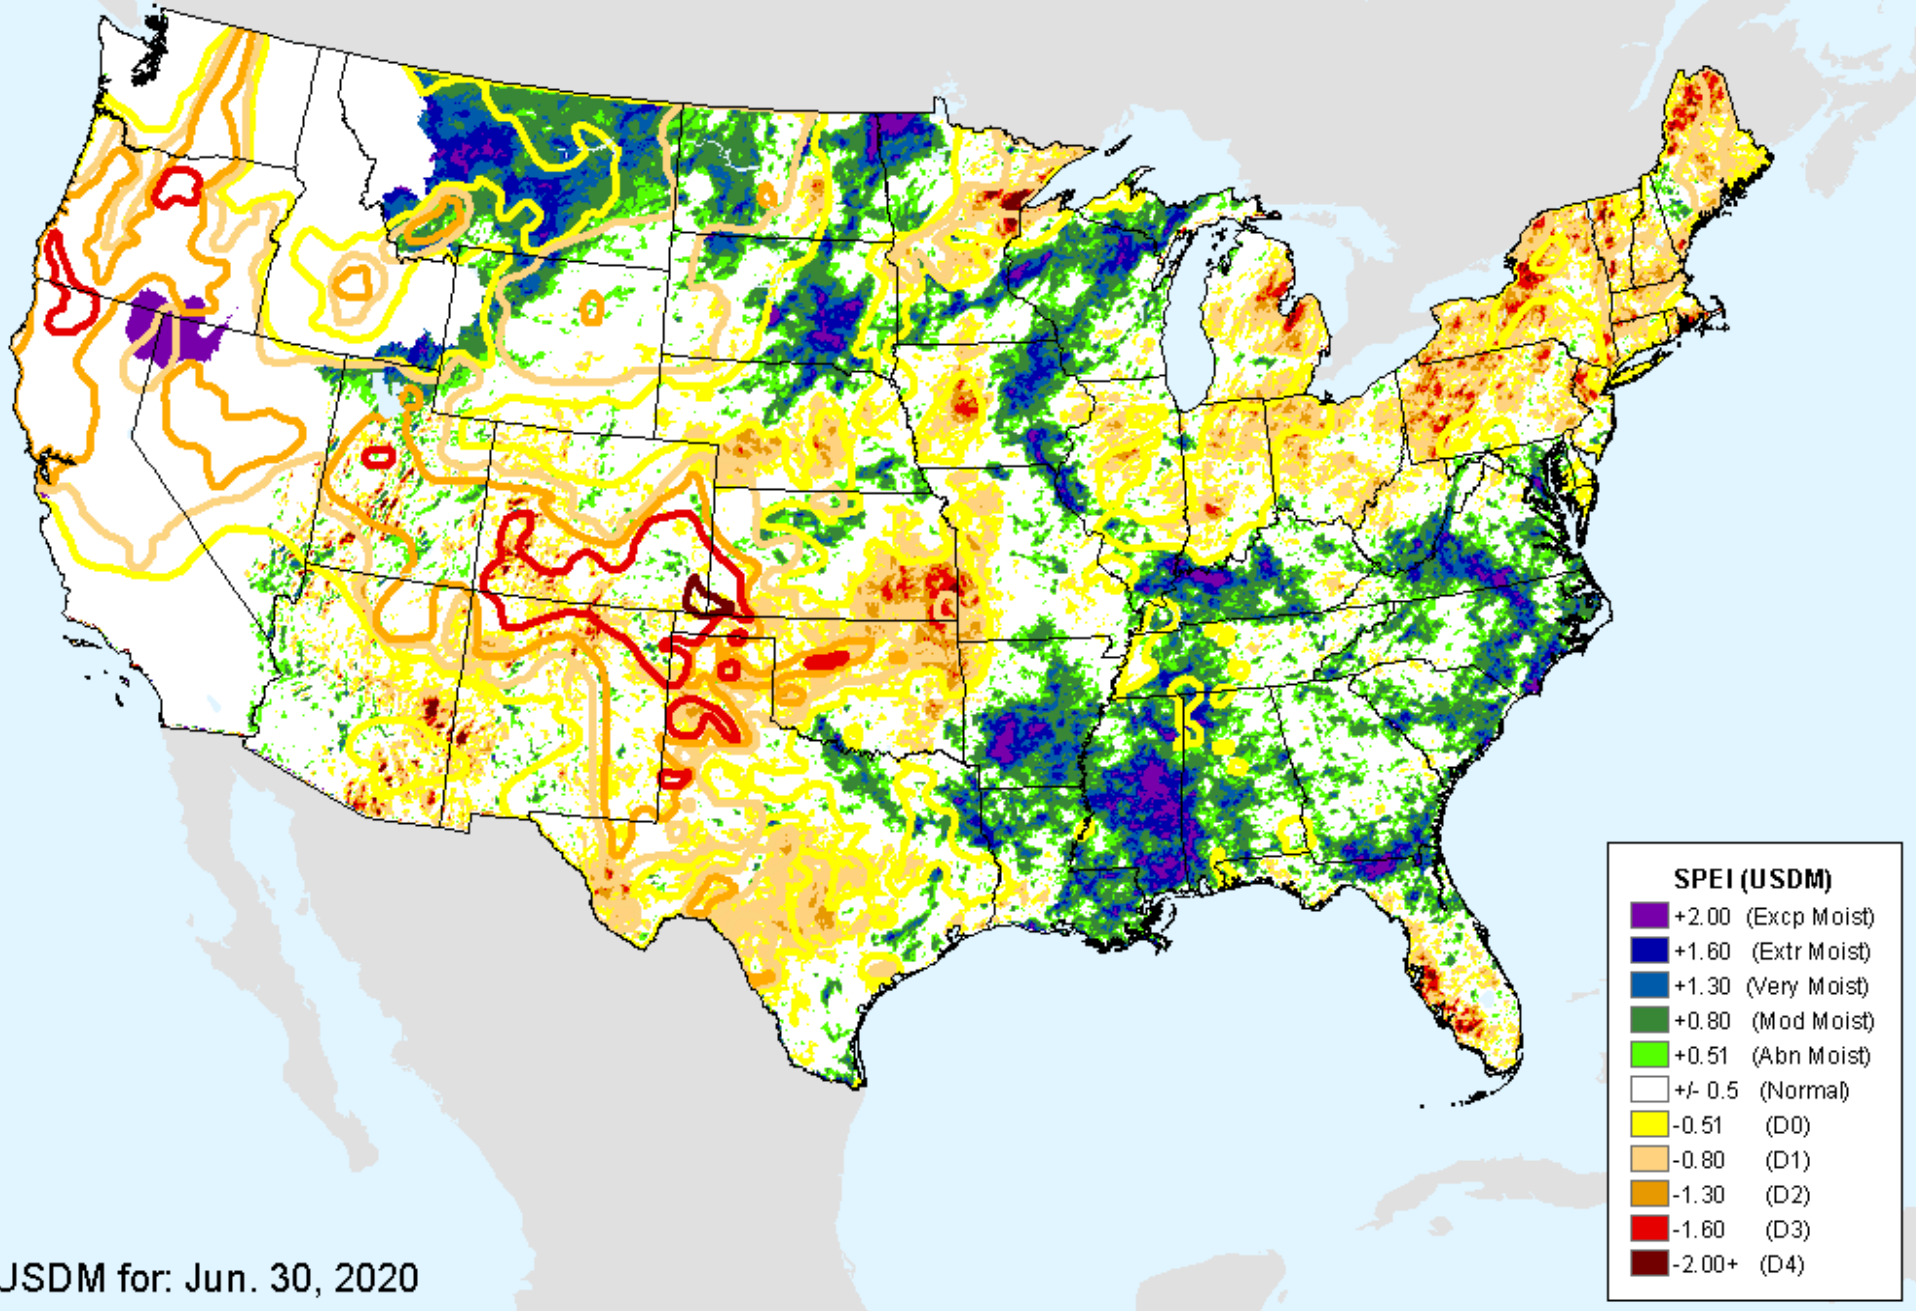 SPEI (USDM)
+2.00 (Excp Moist)
+1.60 (Extr Moist)
+1.30 (Very Moist)
+0.80 (Mod Moist)
+0.51 (Abn Moist)
+/- 0.5 (Normal)
-0.51 (D0)
-0.80 (D1)
-1.30 (D2)
-1.60 (D3)
-2.00+ (D4)
USDM for: Jun. 30, 2020